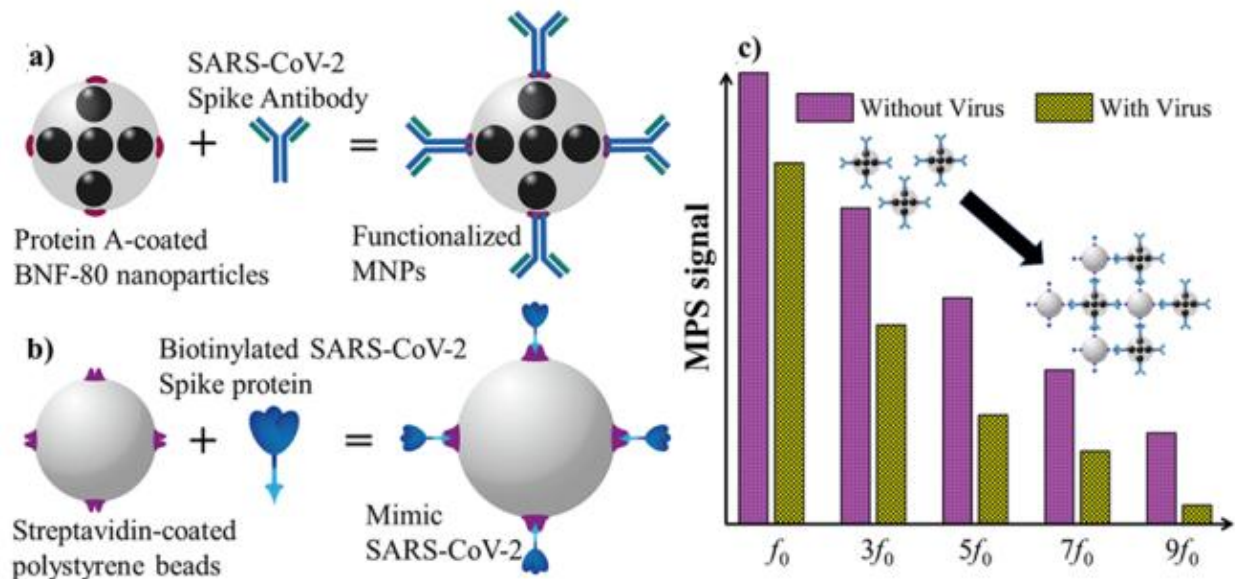 a)
SARS-CoV-2
Spike Antibody
+
=
Protein A-coated
BNF-80 nanoparticles
Functionalized
MNPs
b)
Biotinylated SARS-CoV-2
Spike protein
+
=
Streptavidin-coated
polystyrene beads
Mimic
SARS-CoV-2
c)
Without Virus
With Virus
MPS signal
f₀
3f₀
5f₀
7f₀
9f₀